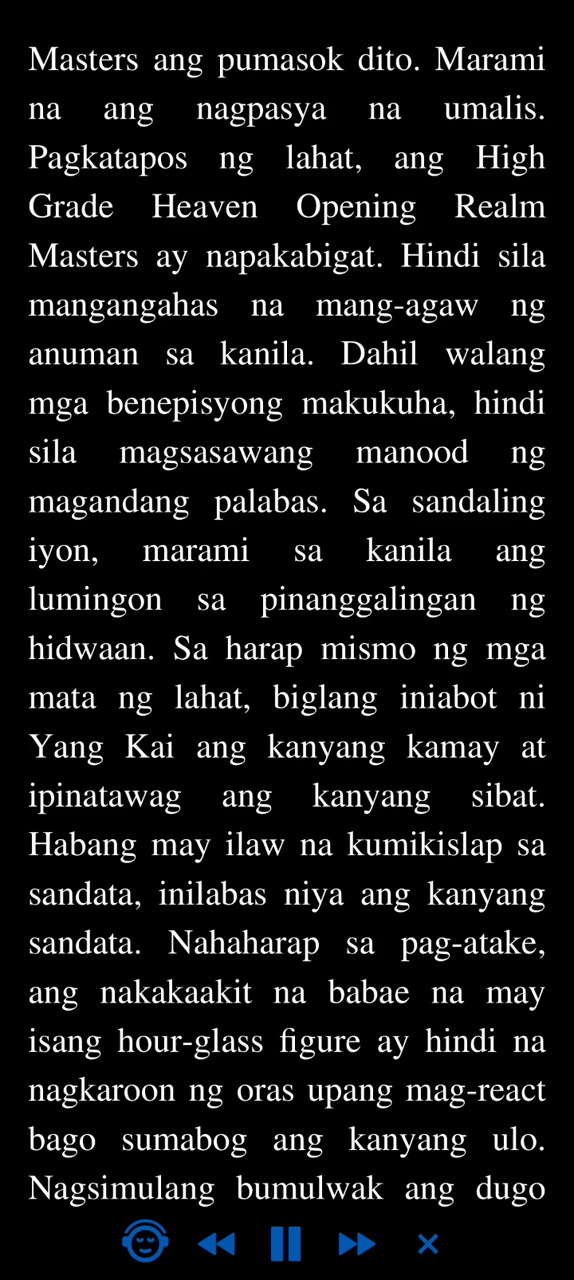 Masters ang pumasok dito. Marami
na ang nagpasya na umalis.
Pagkatapos ng lahat, ang High
Grade Heaven Opening Realm
Masters ay napakabigat. Hindi sila
mangangahas na mang-agaw ng
anuman sa kanila. Dahil walang
mga benepisyong makukuha, hindi
sila magsasawang manood ng
magandang palabas. Sa sandaling
iyon, marami sa kanila ang
lumingon sa pinanggalingan ng
hidwaan. Sa harap mismo ng mga
mata ng lahat, biglang iniabot ni
Yang Kai ang kanyang kamay at
ipinatawag ang kanyang sibat.
Habang may ilaw na kumikislap sa
sandata, inilabas niya ang kanyang
sandata. Nahaharap sa pag-atake,
ang nakakaakit na babae na may
isang hour-glass figure ay hindi na
nagkaroon ng oras upang mag-react
bago sumabog ang kanyang ulo.
Nagsimulang bumulwak ang dugo